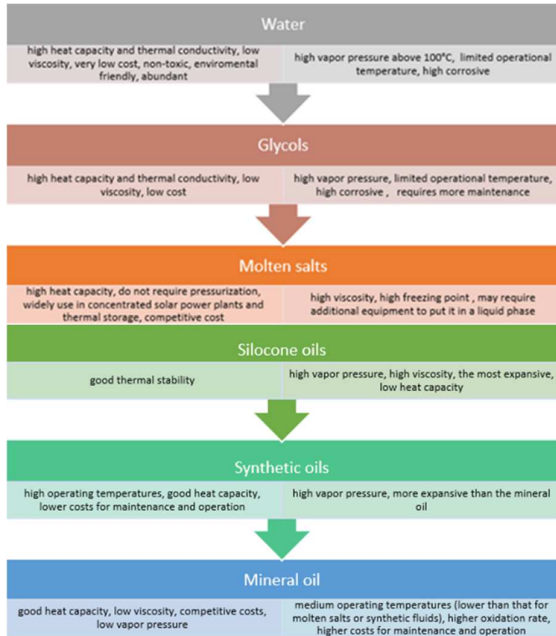 Water
high heat capacity and thermal conductivity, low
viscosity, very low cost, non-toxic, enviromental
friendly, abundant
high vapor pressure above 100°C, limited operational
temperature, high corrosive
Glycols
high heat capacity and thermal conductivity, low
viscosity, low cost
high vapor pressure, limited operational temperature,
high corrosive , requires more maintenance
Molten salts
high heat capacity, do not require pressurization,
widely use in concentrated solar power plants and
thermal storage, competitive cost
high viscosity, high freezing point , may require
additional equipment to put it in a liquid phase
Silocone oils
good thermal stability
high vapor pressure, high viscosity, the most expansive,
low heat capacity
Synthetic oils
high operating temperatures, good heat capacity,
lower costs for maintenance and operation
high vapor pressure, more expansive than the mineral
oil
Mineral oil
good heat capacity, low viscosity, competitive costs,
low vapor pressure
medium operating temperatures (lower than that for
molten salts or synthetic fluids), higher oxidation rate,
higher costs for maintenance and operation